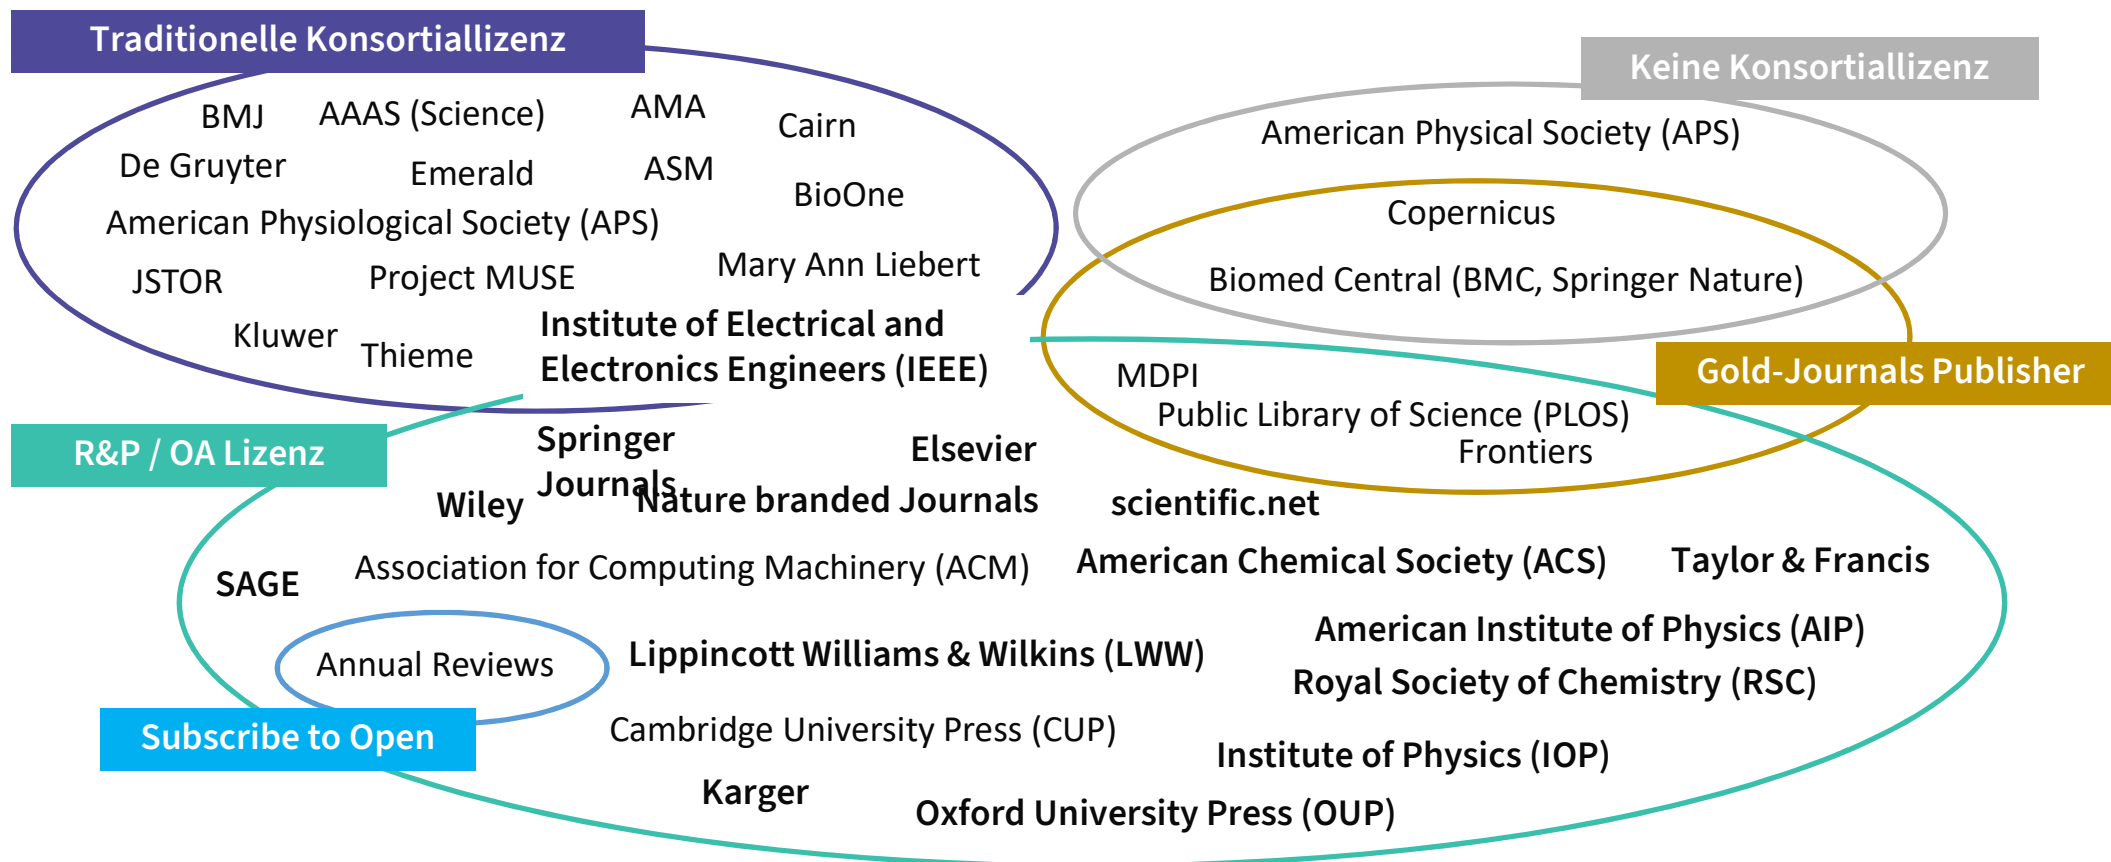 Traditionelle Konsortiallizenz
Keine Konsortiallizenz
BMJ
AAAS (Science)
AMA
Cairn
De Gruyter
Emerald
ASM
BioOne
American Physiological Society (APS)
JSTOR
Project MUSE
Mary Ann Liebert
Kluwer
Thieme
Institute of Electrical and
Electronics Engineers (IEEE)
American Physical Society (APS)
Copernicus
Biomed Central (BMC, Springer Nature)
Gold-Journals Publisher
MDPI
Public Library of Science (PLOS)
Frontiers
R&P / OA Lizenz
Springer
Journals
Elsevier
Wiley
Nature branded Journals
scientific.net
SAGE
Association for Computing Machinery (ACM)
American Chemical Society (ACS)
Taylor & Francis
Annual Reviews
Lippincott Williams & Wilkins (LWW)
American Institute of Physics (AIP)
Royal Society of Chemistry (RSC)
Subscribe to Open
Cambridge University Press (CUP)
Institute of Physics (IOP)
Karger
Oxford University Press (OUP)